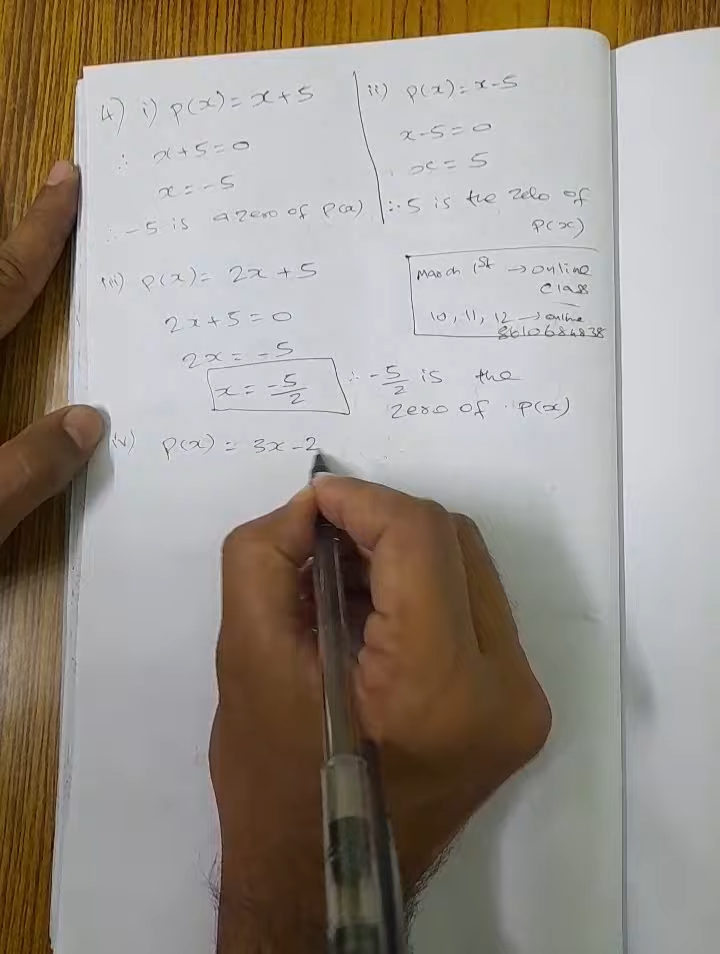 4) i) p(x) = x + 5
∴ x + 5 = 0
x = -5
∴ -5 is a zero of p(x)
ii) p(x) = x - 5
x - 5 = 0
x = 5
∴ 5 is the zero of
p(x)
iii) p(x) = 2x + 5
2x + 5 = 0
2x = -5
x = -5/2
∴ -5/2 is the
zero of p(x)
March 1st → online
class
10, 11, 12 → online
8610684838
iv) p(x) = 3x - 2